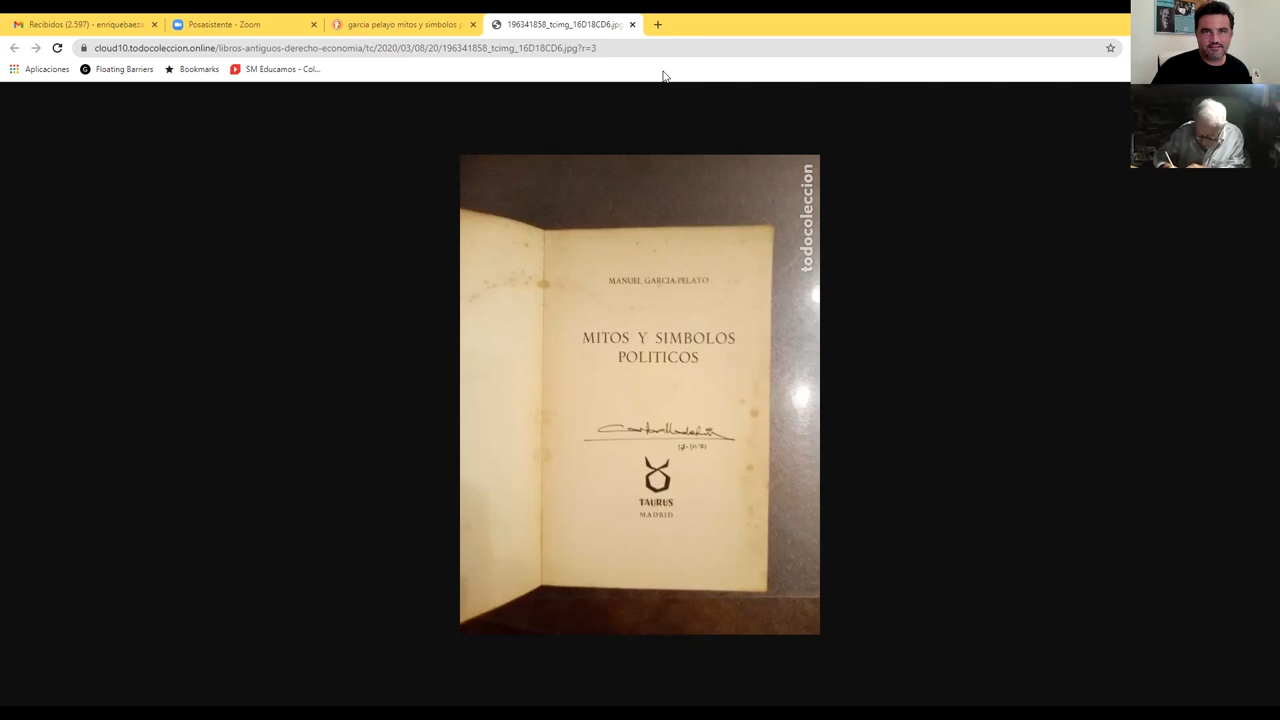 Recibidos (2.597) - enriquebaeza
Posasistente - Zoom
garcia pelayo mitos y simbolos p
196341858_tcimg_16D18CD6.jpg
cloud10.todocoleccion.online/libros-antiguos-derecho-economia/tc/2020/03/08/20/196341858_tcimg_16D18CD6.jpg?r=3
Aplicaciones
Floating Barriers
Bookmarks
SM Educamos - Col...
todocoleccion
MANUEL GARCIA-PELAYO
MITOS Y SIMBOLOS
POLITICOS
TAURUS
MADRID